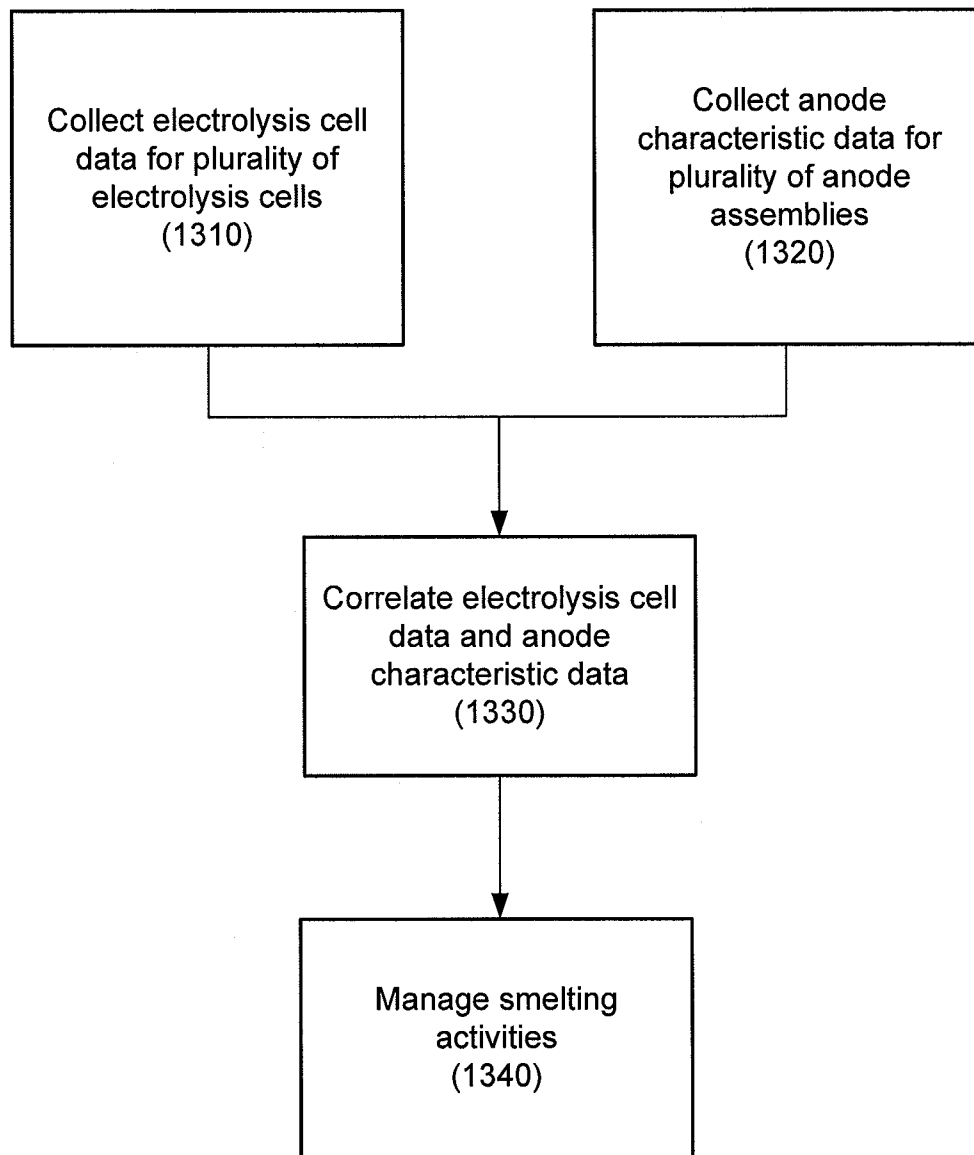 Collect electrolysis cell
data for plurality of
electrolysis cells
(1310)
Collect anode
characteristic data for
plurality of anode
assemblies
(1320)
Correlate electrolysis cell
data and anode
characteristic data
(1330)
Manage smelting
activities
(1340)